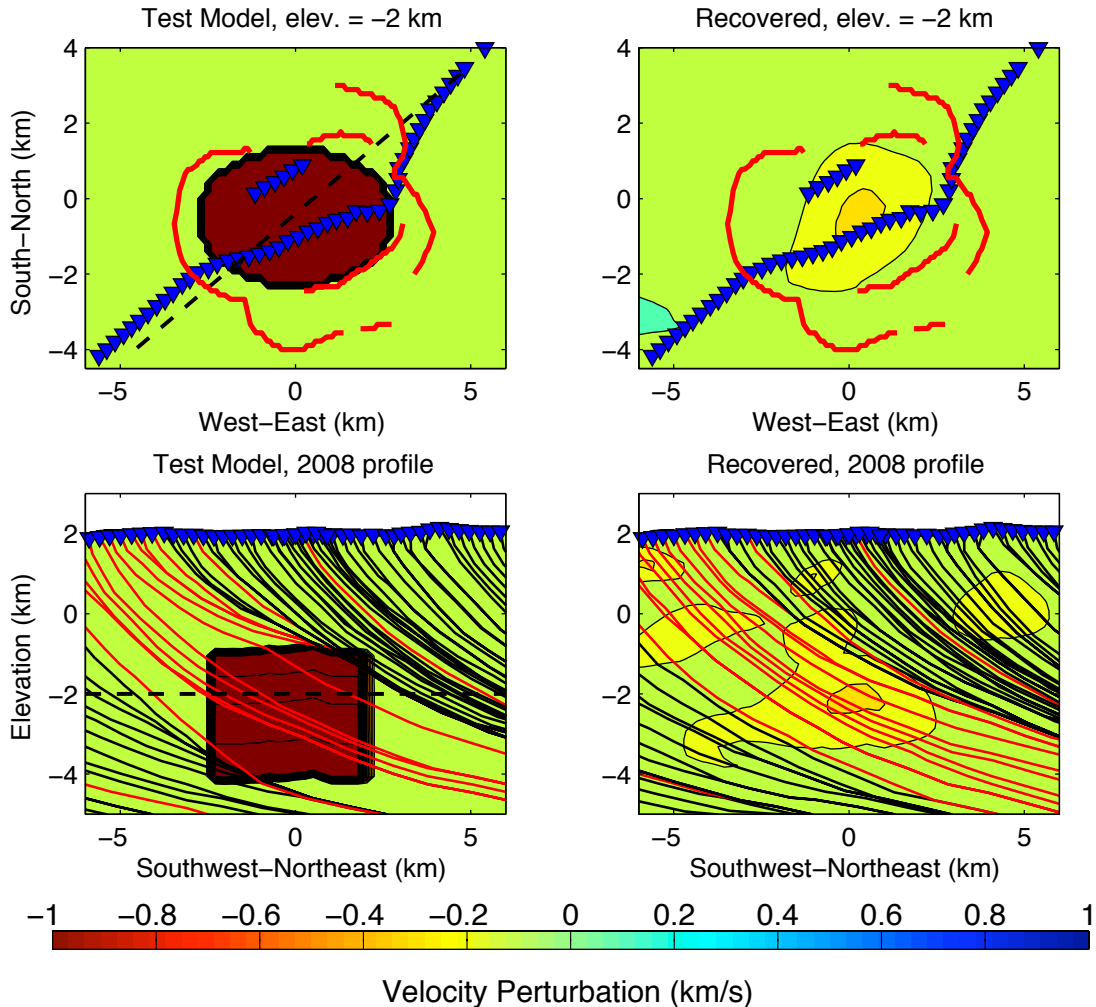 Test Model, elev. = −2 km
Recovered, elev. = −2 km
4
2
0
−2
−4
South−North (km)
−5
0
5
West−East (km)
4
2
0
−2
−4
−5
0
5
West−East (km)
Test Model, 2008 profile
Recovered, 2008 profile
2
0
−2
−4
Elevation (km)
−5
0
5
Southwest−Northeast (km)
2
0
−2
−4
−5
0
5
Southwest−Northeast (km)
−1 −0.8 −0.6 −0.4 −0.2 0 0.2 0.4 0.6 0.8 1
Velocity Perturbation (km/s)